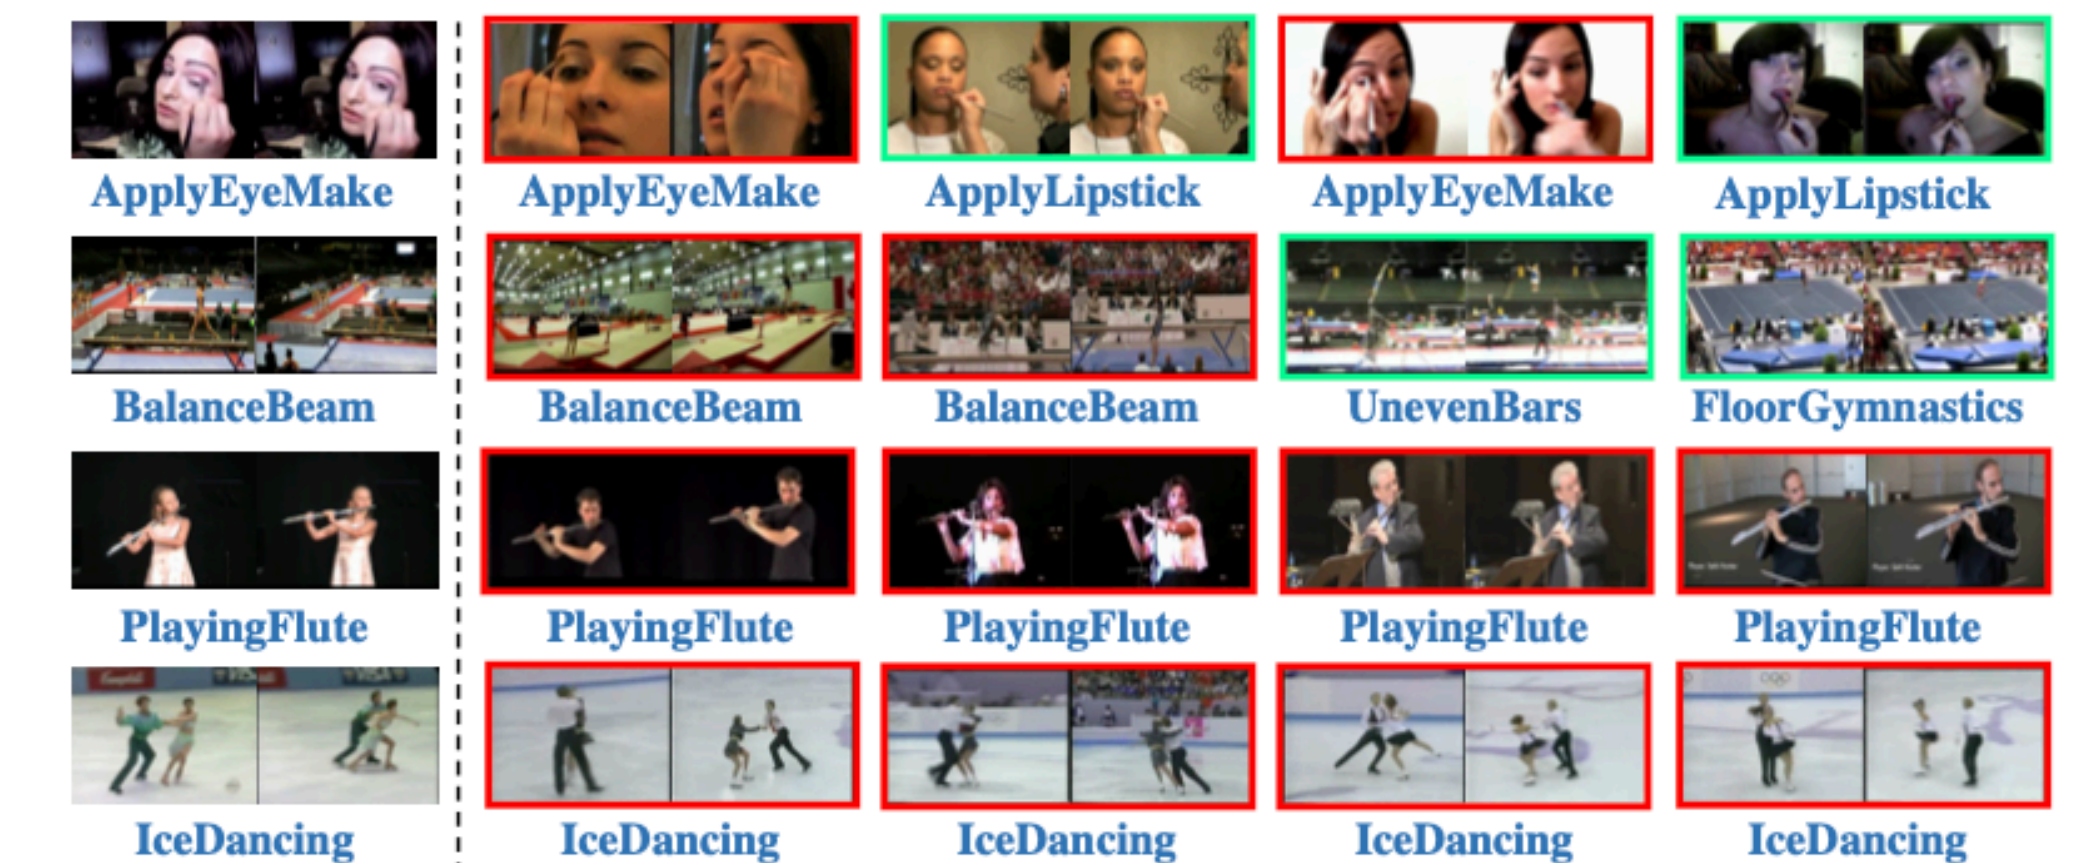 ApplyEyeMake ApplyEyeMake ApplyLipstick ApplyEyeMake ApplyLipstick
BalanceBeam BalanceBeam BalanceBeam UnevenBars FloorGymnastics
PlayingFlute PlayingFlute PlayingFlute PlayingFlute PlayingFlute
IceDancing IceDancing IceDancing IceDancing IceDancing